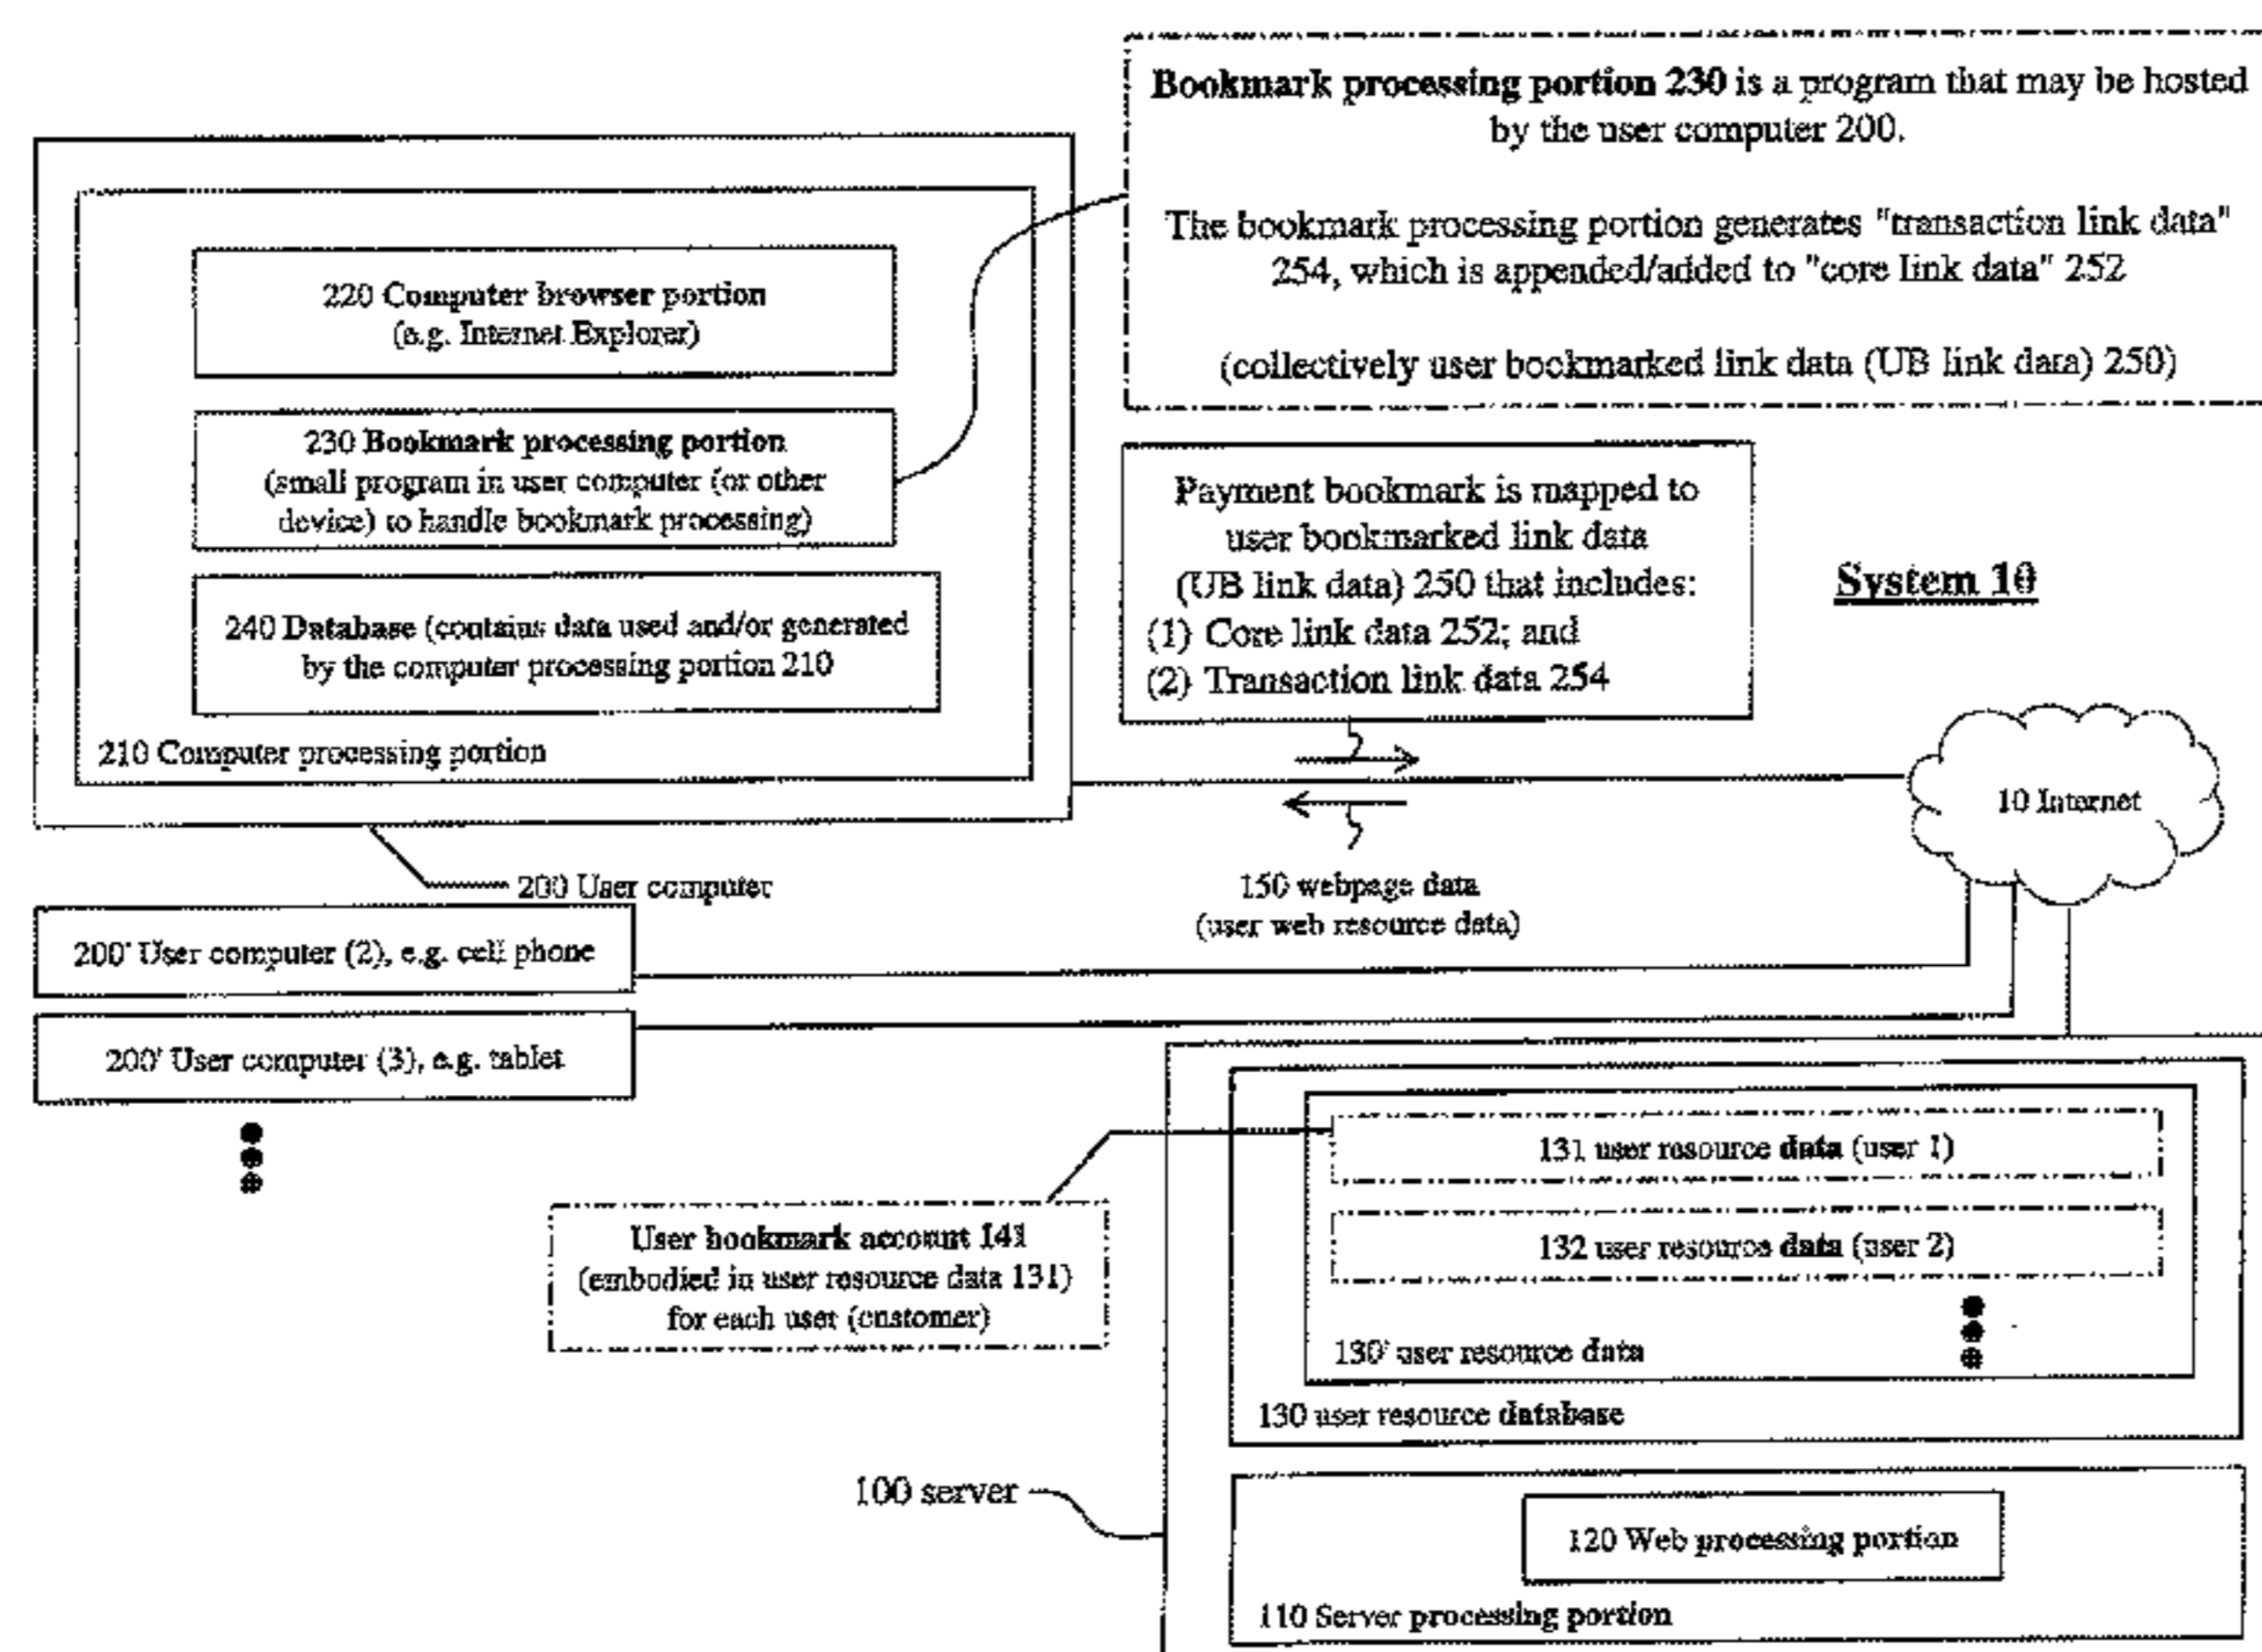 Bookmark processing portion 230 is a program that may be hosted
by the user computer 200.
The bookmark processing portion generates "transaction link data"
254, which is appended/added to "core link data" 252
(collectively user bookmarked link data (UB link data) 250)
220 Computer browser portion
(e.g. Internet Explorer)
230 Bookmark processing portion
(small program in user computer (or other
device) to handle bookmark processing)
240 Database (contains data used and/or generated
by the computer processing portion 210
210 Computer processing portion
200 User computer
Payment bookmark is mapped to
user bookmarked link data
(UB link data) 250 that includes:
(1) Core link data 252; and
(2) Transaction link data 254
System 10
10 Internet
150 webpage data
(user web resource data)
200' User computer (2), e.g. cell phone
200' User computer (3), e.g. tablet
131 user resource data (user 1)
132 user resource data (user 2)
130' user resource data
130 user resource database
User bookmark account 141
(embodied in user resource data 131)
for each user (customer)
100 server
120 Web processing portion
110 Server processing portion